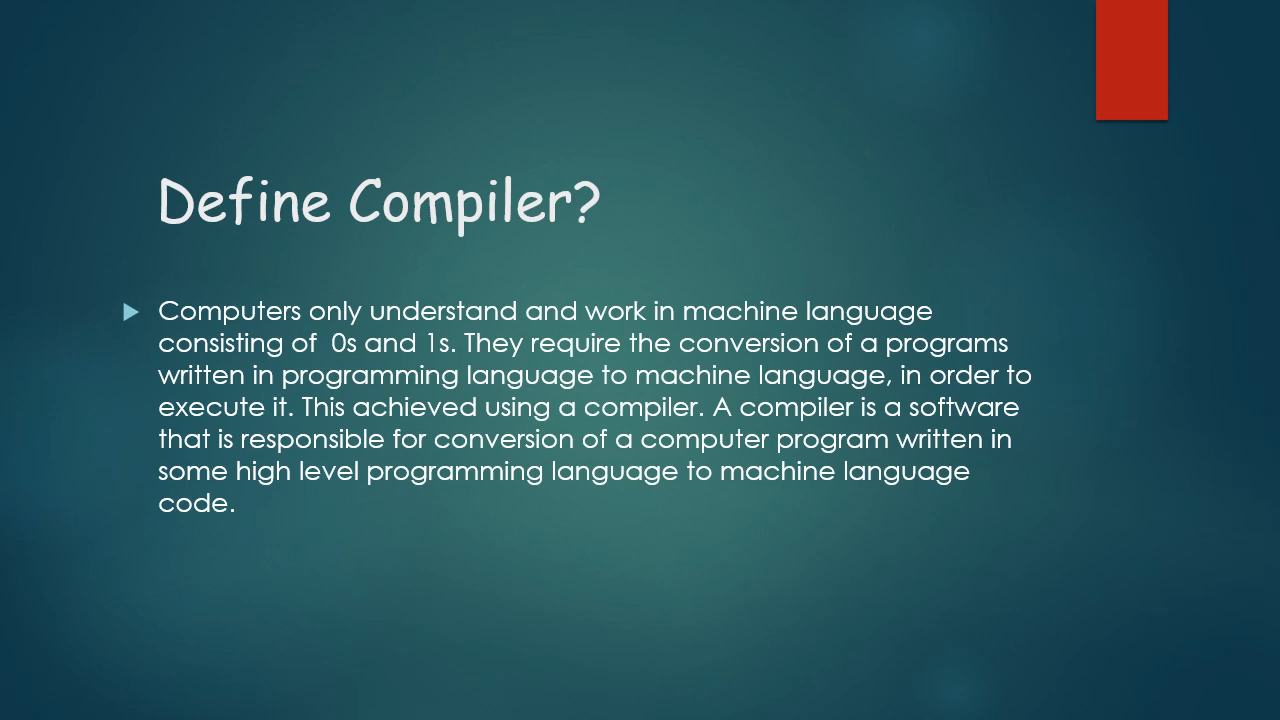 Define Compiler?
Computers only understand and work in machine language
consisting of  0s and 1s. They require the conversion of a programs
written in programming language to machine language, in order to
execute it. This achieved using a compiler. A compiler is a software
that is responsible for conversion of a computer program written in
some high level programming language to machine language
code.